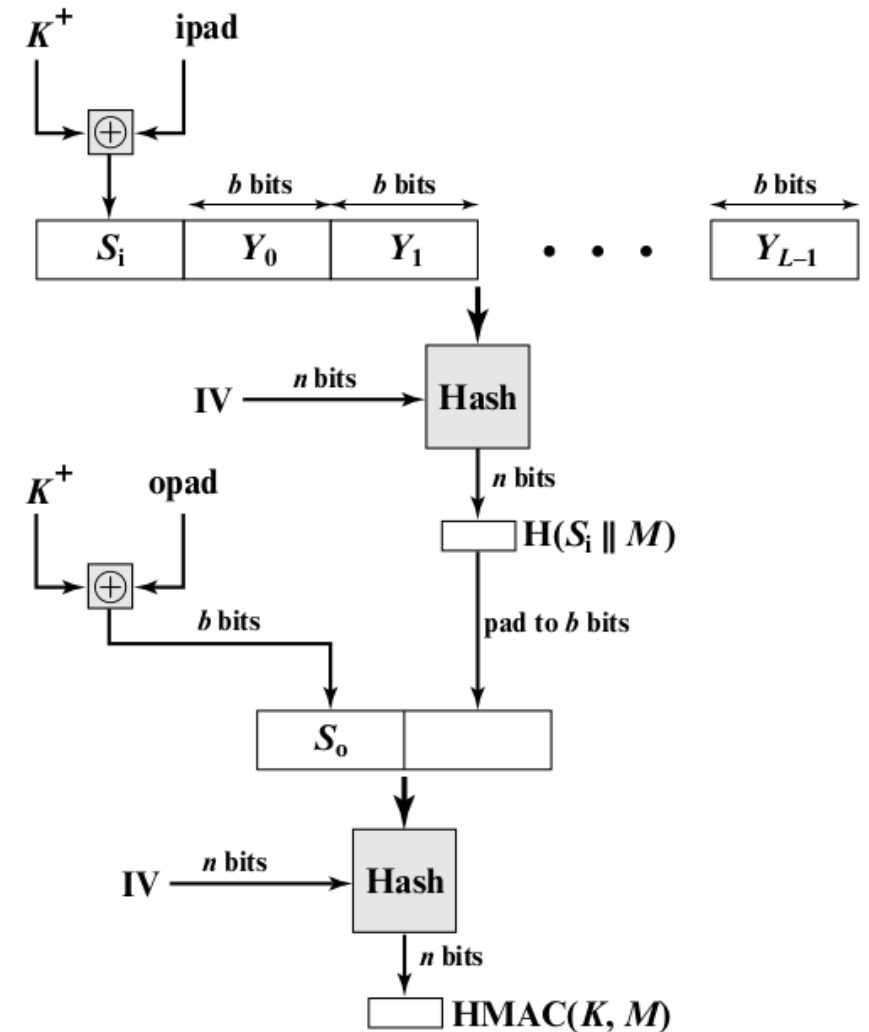 K⁺ ipad
⊕
b bits b bits b bits
Sᵢ Y₀ Y₁ • • • Y_{L–1}
n bits
IV Hash
n bits
K⁺ opad
H(Sᵢ ∥ M)
⊕
b bits pad to b bits
Sₒ
n bits
IV Hash
n bits
HMAC(K, M)